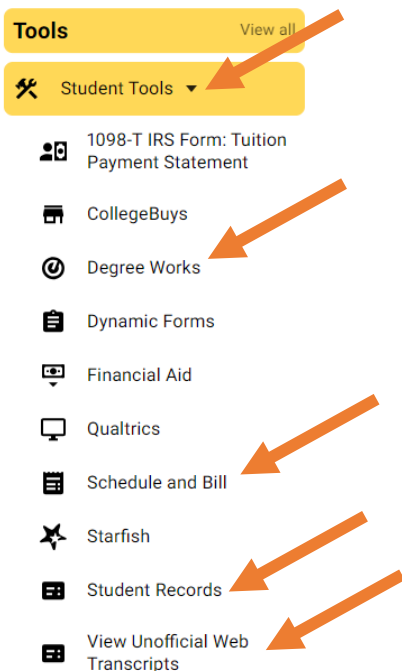 Tools View all
Student Tools
1098-T IRS Form: Tuition
Payment Statement
CollegeBuys
Degree Works
Dynamic Forms
Financial Aid
Qualtrics
Schedule and Bill
Starfish
Student Records
View Unofficial Web
Transcripts